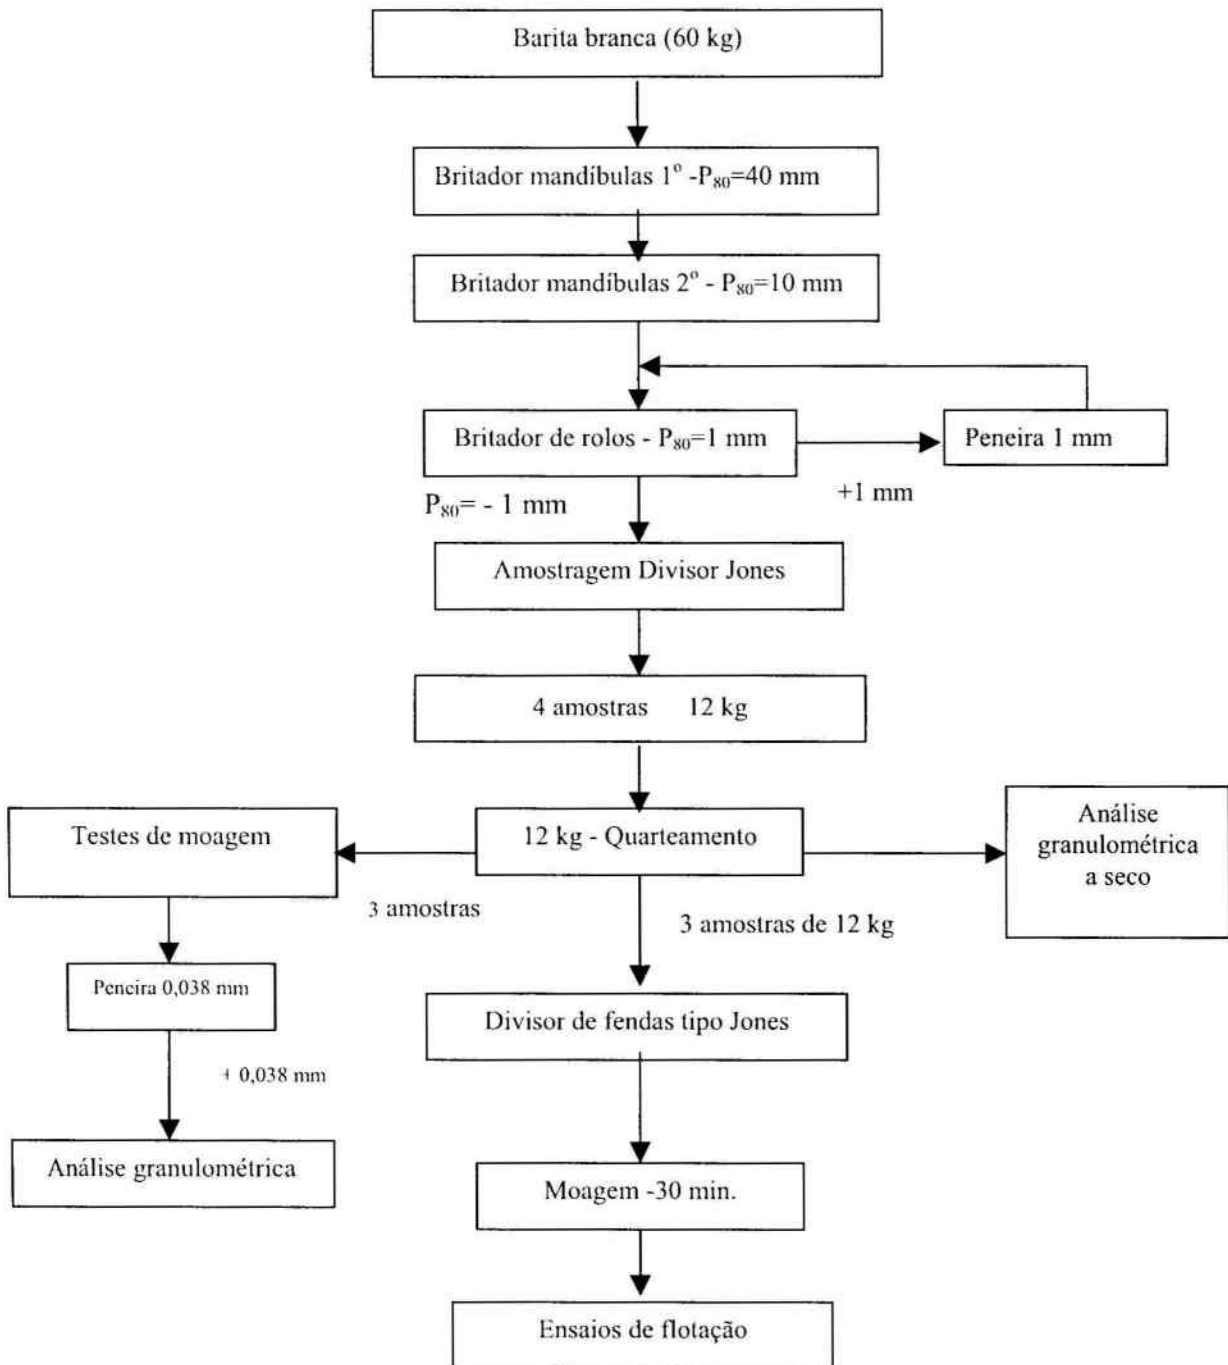 Barita branca (60 kg)
Britador mandíbulas 1º -P₈₀=40 mm
Britador mandíbulas 2º - P₈₀=10 mm
Britador de rolos - P₈₀=1 mm
Peneira 1 mm
+1 mm
P₈₀= - 1 mm
Amostragem Divisor Jones
4 amostras 12 kg
Testes de moagem
12 kg - Quarteamento
Análise
granulométrica
a seco
3 amostras
3 amostras de 12 kg
Peneira 0,038 mm
Divisor de fendas tipo Jones
+ 0,038 mm
Análise granulométrica
Moagem -30 min.
Ensaios de flotação